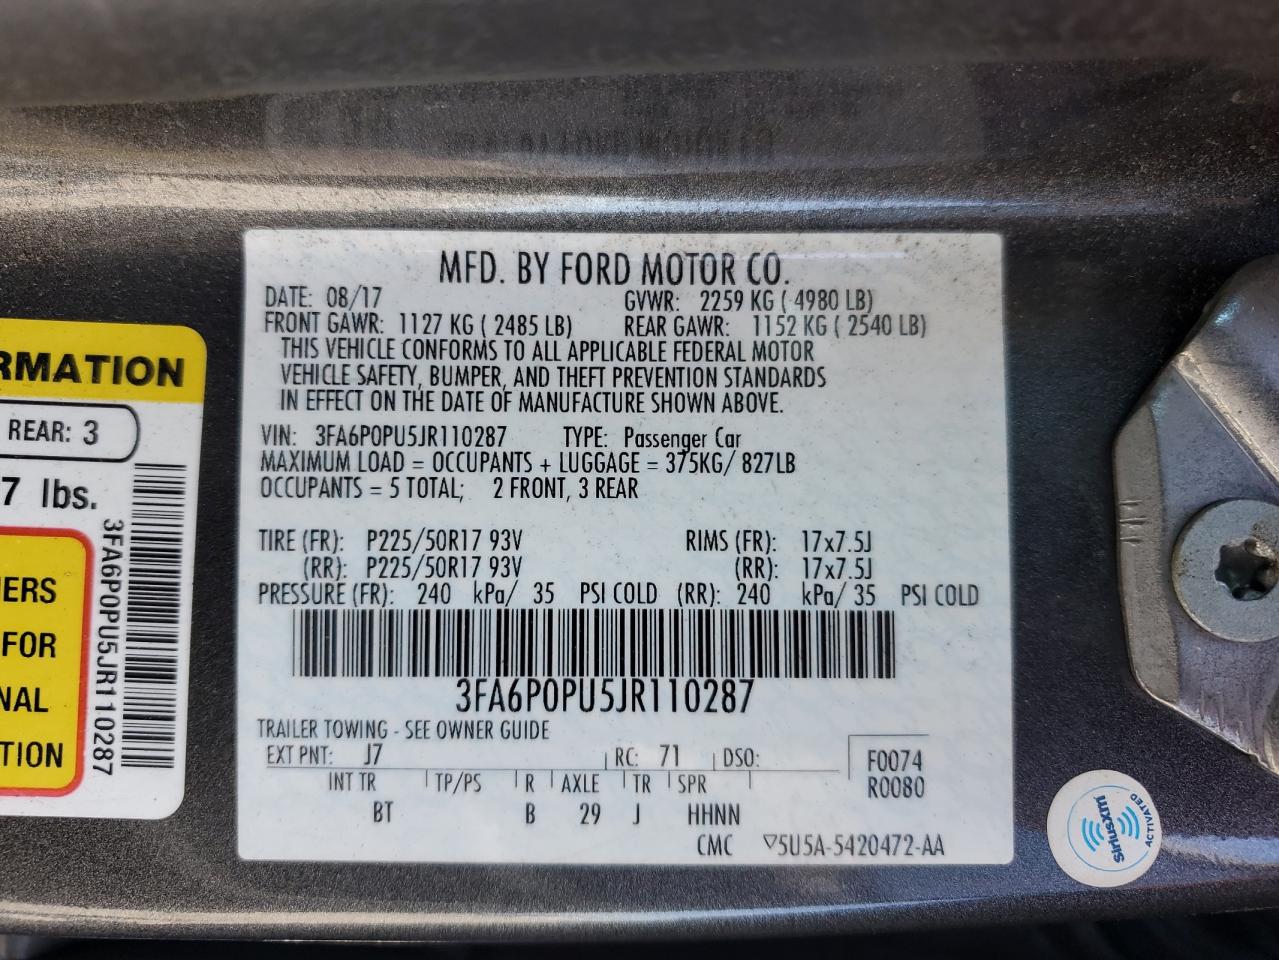 MFD. BY FORD MOTOR CO.
DATE: 08/17 GVWR: 2259 KG ( 4980 LB)
FRONT GAWR: 1127 KG ( 2485 LB) REAR GAWR: 1152 KG ( 2540 LB)
THIS VEHICLE CONFORMS TO ALL APPLICABLE FEDERAL MOTOR
VEHICLE SAFETY, BUMPER, AND THEFT PREVENTION STANDARDS
IN EFFECT ON THE DATE OF MANUFACTURE SHOWN ABOVE.
VIN: 3FA6P0PU5JR110287 TYPE: Passenger Car
MAXIMUM LOAD = OCCUPANTS + LUGGAGE = 375KG/ 827LB
OCCUPANTS = 5 TOTAL; 2 FRONT, 3 REAR
TIRE (FR): P225/50R17 93V RIMS (FR): 17x7.5J
(RR): P225/50R17 93V (RR): 17x7.5J
PRESSURE (FR): 240 kPa/ 35 PSI COLD (RR): 240 kPa/ 35 PSI COLD
3FA6P0PU5JR110287
TRAILER TOWING - SEE OWNER GUIDE
EXT PNT: J7 RC: 71 DSO: F0074
INT TR TP/PS R AXLE TR SPR R0080
BT B 29 J HHNN
CMC ▽5U5A-5420472-AA
RMATION
REAR: 3
7 lbs.
3FA6P0PU5JR110287
NERS
FOR
NAL
TION
siriusxm
ACTIVATED